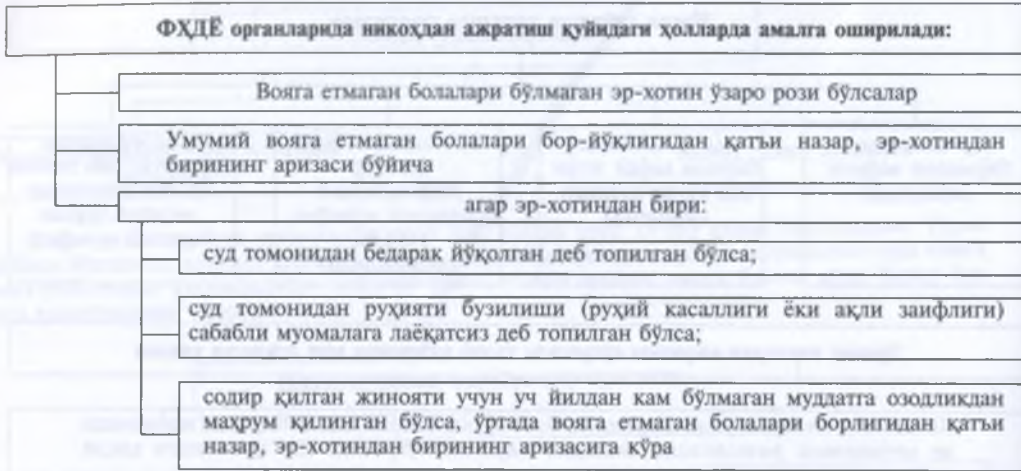 ФҲДЁ органларида никоҳдан ажратиш қуйидаги ҳолларда амалга оширилади:
Вояга етмаган болалари бўлмаган эр-хотин ўзаро рози бўлсалар
Умумий вояга етмаган болалари бор-йўқлигидан қатъи назар, эр-хотиндан
бирининг аризаси бўйича
агар эр-хотиндан бири:
суд томонидан бедарак йўқолган деб топилган бўлса;
суд томонидан руҳияти бузилиши (руҳий касаллиги ёки ақли заифлиги)
сабабли муомалага лаёқатсиз деб топилган бўлса;
содир қилган жинояти учун уч йилдан кам бўлмаган муддатга озодликдан
маҳрум қилинган бўлса, ўртада вояга етмаган болалари борлигидан қатъи
назар, эр-хотиндан бирининг аризасига кўра